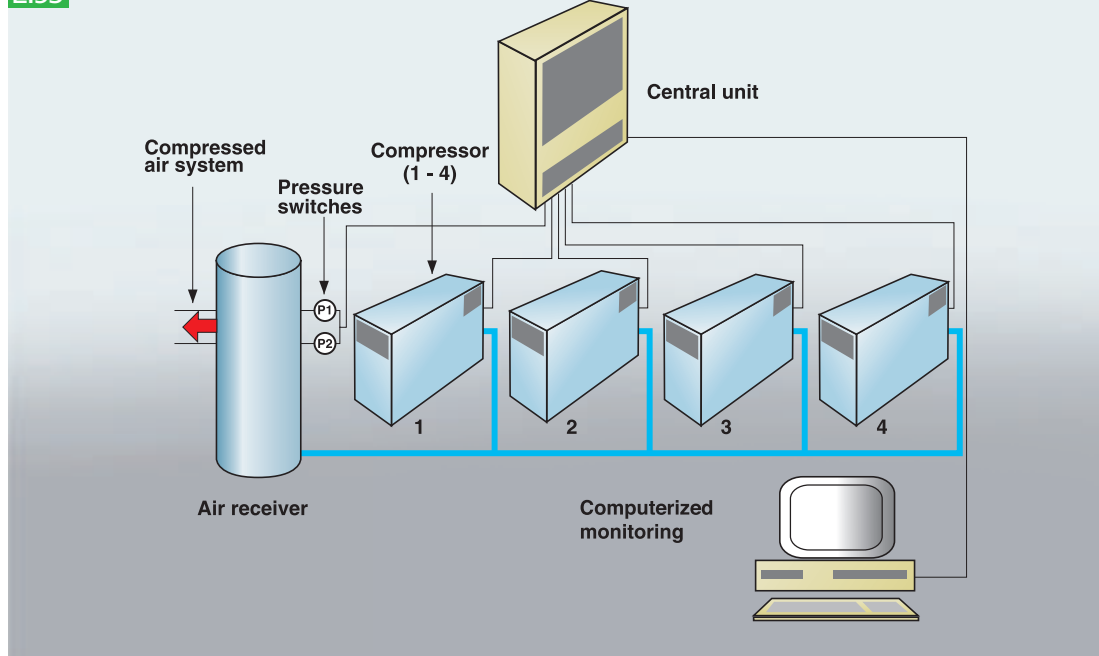 Central unit
Compressed
air system
Compressor
(1 - 4)
Pressure
switches
P1
P2
1
2
3
4
Air receiver
Computerized
monitoring